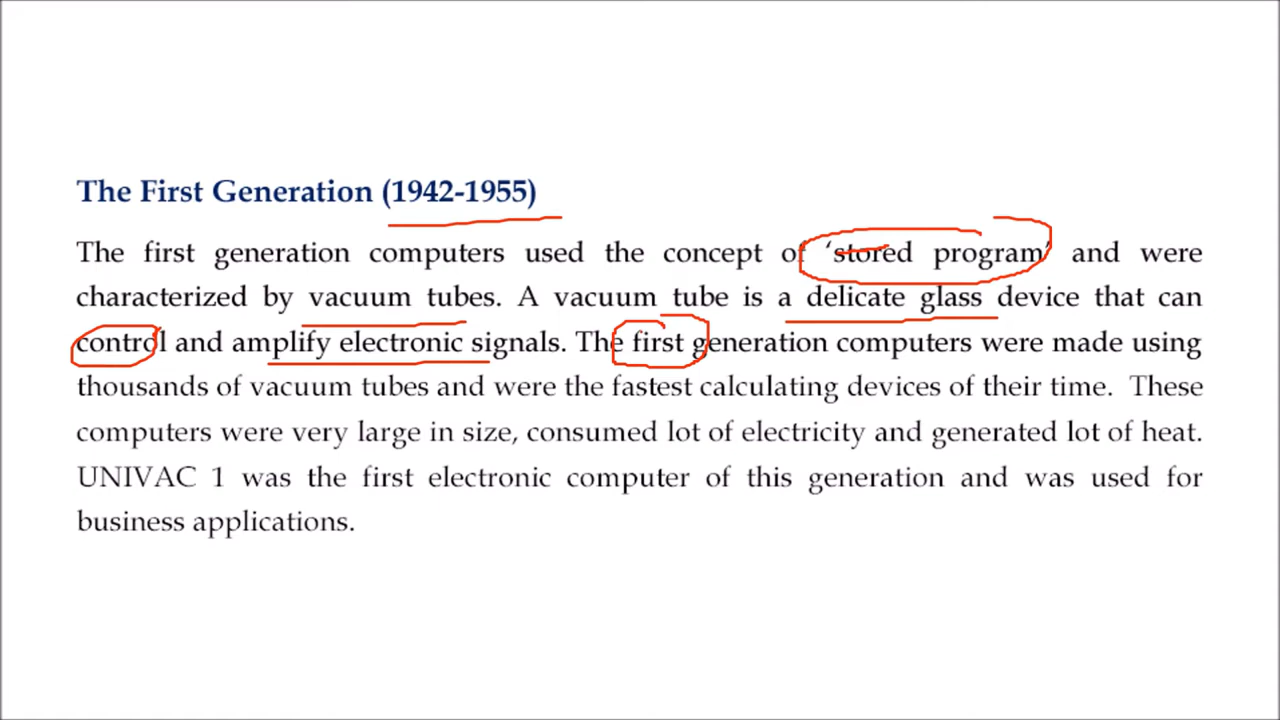 The First Generation (1942-1955)
The first generation computers used the concept of ‘stored program’ and were
characterized by vacuum tubes. A vacuum tube is a delicate glass device that can
control and amplify electronic signals. The first generation computers were made using
thousands of vacuum tubes and were the fastest calculating devices of their time. These
computers were very large in size, consumed lot of electricity and generated lot of heat.
UNIVAC 1 was the first electronic computer of this generation and was used for
business applications.